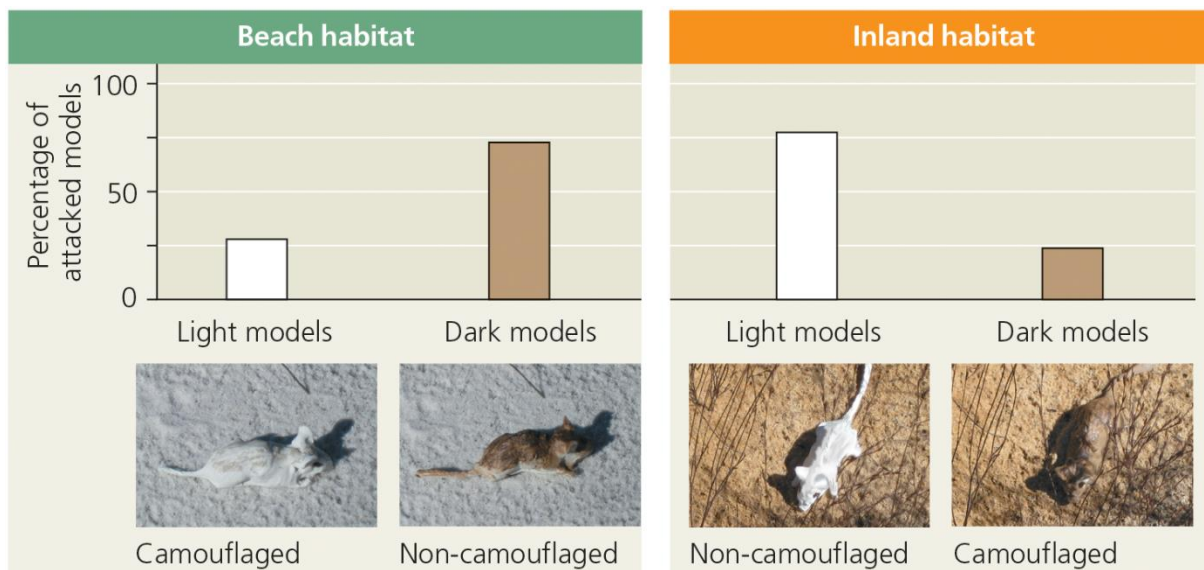 Beach habitat
Inland habitat
Percentage of
attacked models
100
50
0
Light models
Dark models
Light models
Dark models
Camouflaged
Non-camouflaged
Non-camouflaged
Camouflaged